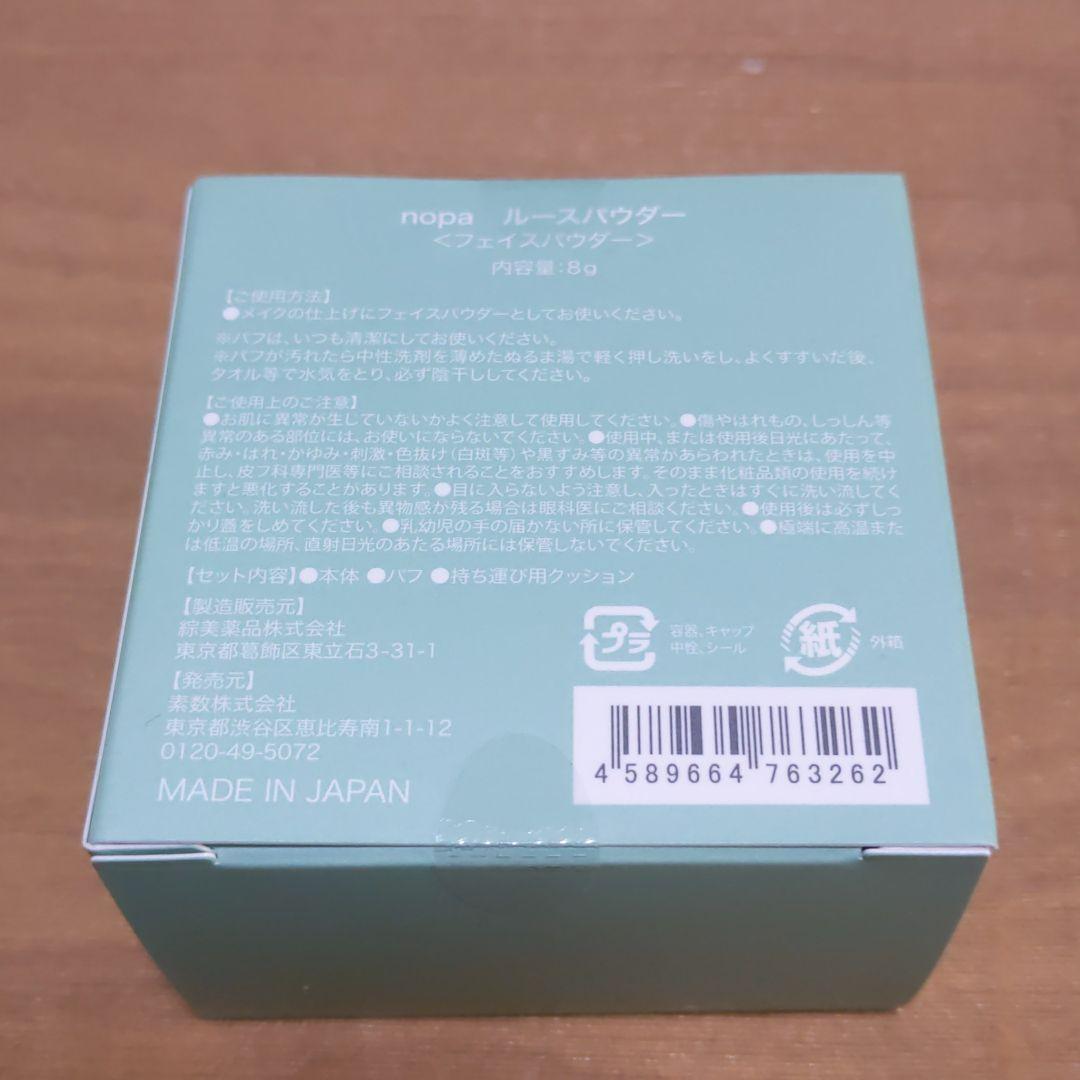 nopa ルースパウダー
<フェイスパウダー>
内容量:8g
【ご使用方法】
●メイクの仕上げにフェイスパウダーとしてお使いください。
※パフは、いつも清潔にしてお使いください。
※パフが汚れたら中性洗剤を薄めたぬるま湯で軽く押し洗いをし、よくすすいだ後、
タオル等で水気をとり、必ず陰干ししてください。
【ご使用上のご注意】
●お肌に異常が生じていないかよく注意して使用してください。●傷やはれもの、しっしん等
異常のある部位には、お使いにならないでください。●使用中、または使用後日光にあたって、
赤み・はれ・かゆみ・刺激・色抜け(白斑等)や黒ずみ等の異常があらわれたときは、使用を中
止し、皮フ科専門医等にご相談されることをおすすめします。そのまま化粧品類の使用を続け
ますと悪化することがあります。●目に入らないよう注意し、入ったときはすぐに洗い流してく
ださい。洗い流した後も異物感が残る場合は眼科医にご相談ください。●使用後は必ずしっ
かり蓋をしめてください。●乳幼児の手の届かない所に保管してください。●極端に高温また
は低温の場所、直射日光のあたる場所には保管しないでください。
【セット内容】●本体 ●パフ ●持ち運び用クッション
【製造販売元】
綜美薬品株式会社
東京都葛飾区東立石3-31-1
【発売元】
素数株式会社
東京都渋谷区恵比寿南1-1-12
0120-49-5072
MADE IN JAPAN
プラ
容器、キャップ
中栓、シール
紙
外箱
4 589664 763262